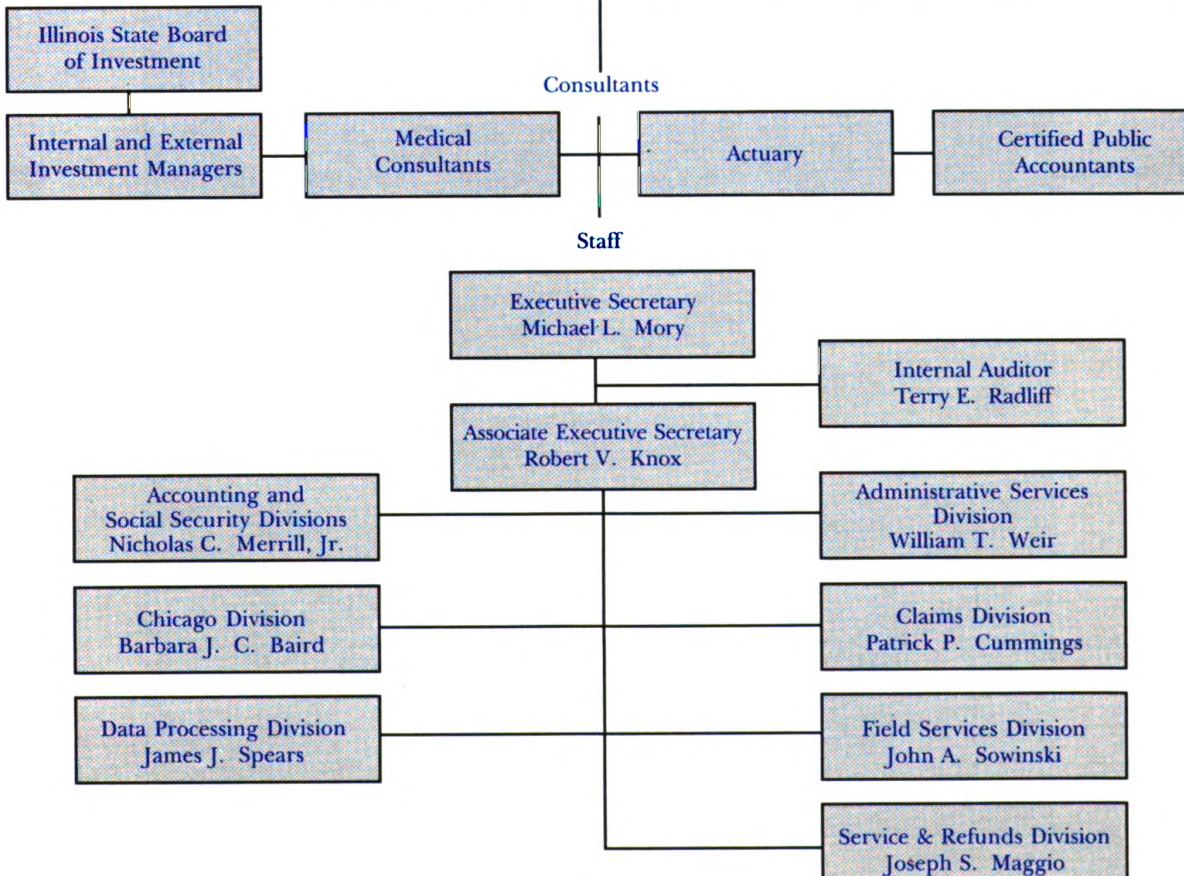 Illinois State Board
of Investment
Consultants
Internal and External
Investment Managers
Medical
Consultants
Actuary
Certified Public
Accountants
Staff
Executive Secretary
Michael L. Mory
Internal Auditor
Terry E. Radliff
Associate Executive Secretary
Robert V. Knox
Accounting and
Social Security Divisions
Nicholas C. Merrill, Jr.
Administrative Services
Division
William T. Weir
Chicago Division
Barbara J. C. Baird
Claims Division
Patrick P. Cummings
Data Processing Division
James J. Spears
Field Services Division
John A. Sowinski
Service & Refunds Division
Joseph S. Maggio